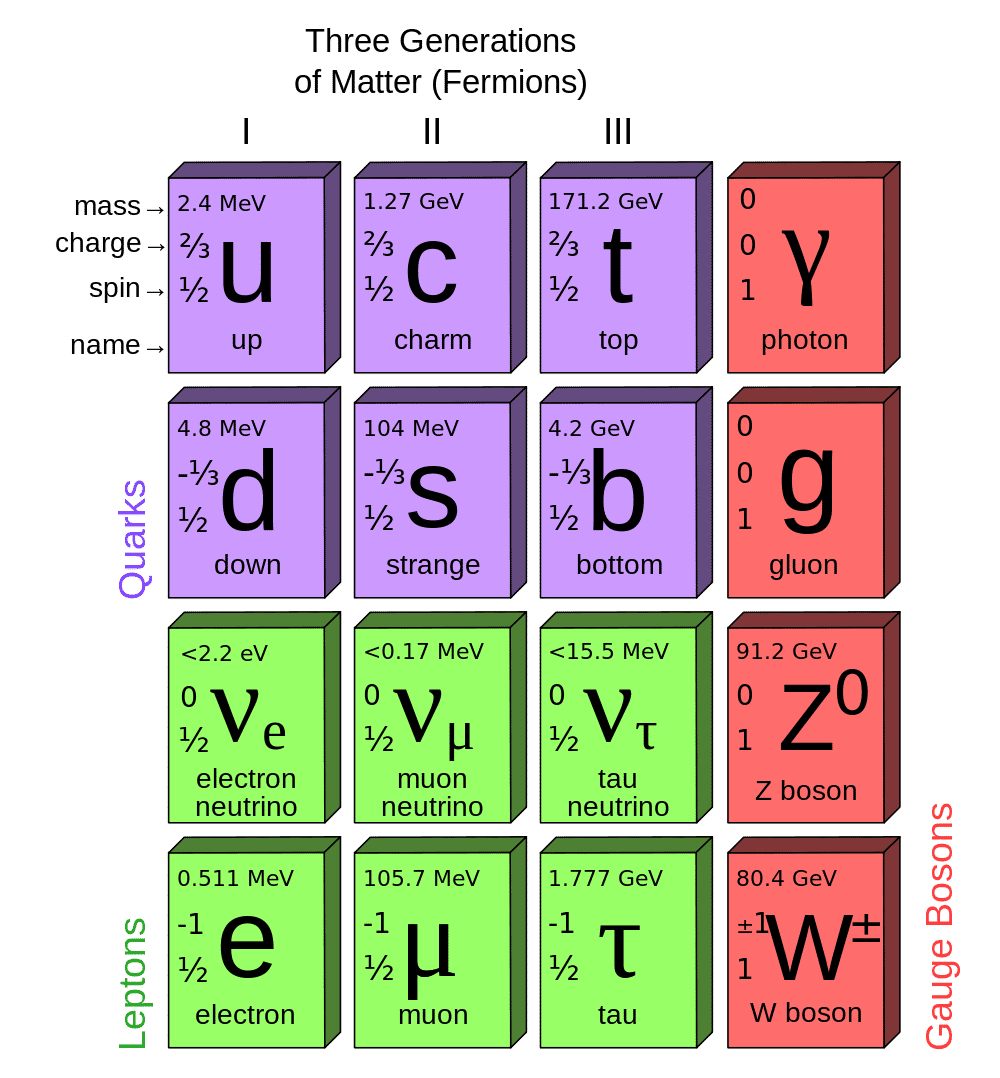 Three Generations
of Matter (Fermions)
I
II
III
mass→
charge→
spin→
name→
2.4 MeV
⅔
½
u
up
1.27 GeV
⅔
½
c
charm
171.2 GeV
⅔
½
t
top
0
0
1
γ
photon
Quarks
4.8 MeV
-⅓
½
d
down
104 MeV
-⅓
½
s
strange
4.2 GeV
-⅓
½
b
bottom
0
0
1
g
gluon
<2.2 eV
0
½
νe
electron
neutrino
<0.17 MeV
0
½
νμ
muon
neutrino
<15.5 MeV
0
½
ντ
tau
neutrino
91.2 GeV
0
1
Z0
Z boson
Leptons
0.511 MeV
-1
½
e
electron
105.7 MeV
-1
½
μ
muon
1.777 GeV
-1
½
τ
tau
80.4 GeV
±1
1
W±
W boson
Gauge Bosons